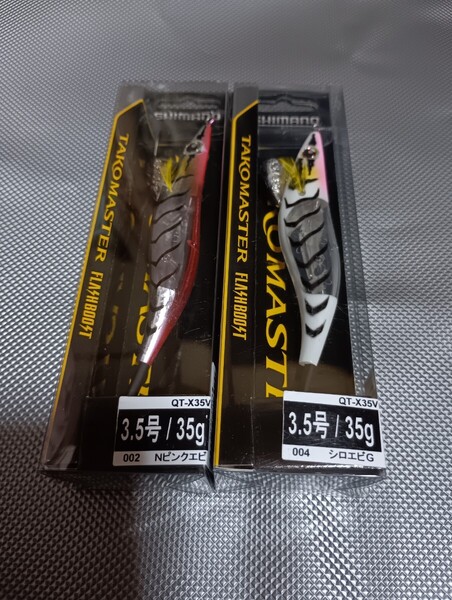 SHIMANO
TAKOMASTER FLASHBOOST
QT-X35V
3.5号/35g
002 Nピンクエビ
SHIMANO
TAKOMASTER FLASHBOOST
OMASTE
QT-X35V
3.5号/35g
004 シロエビG